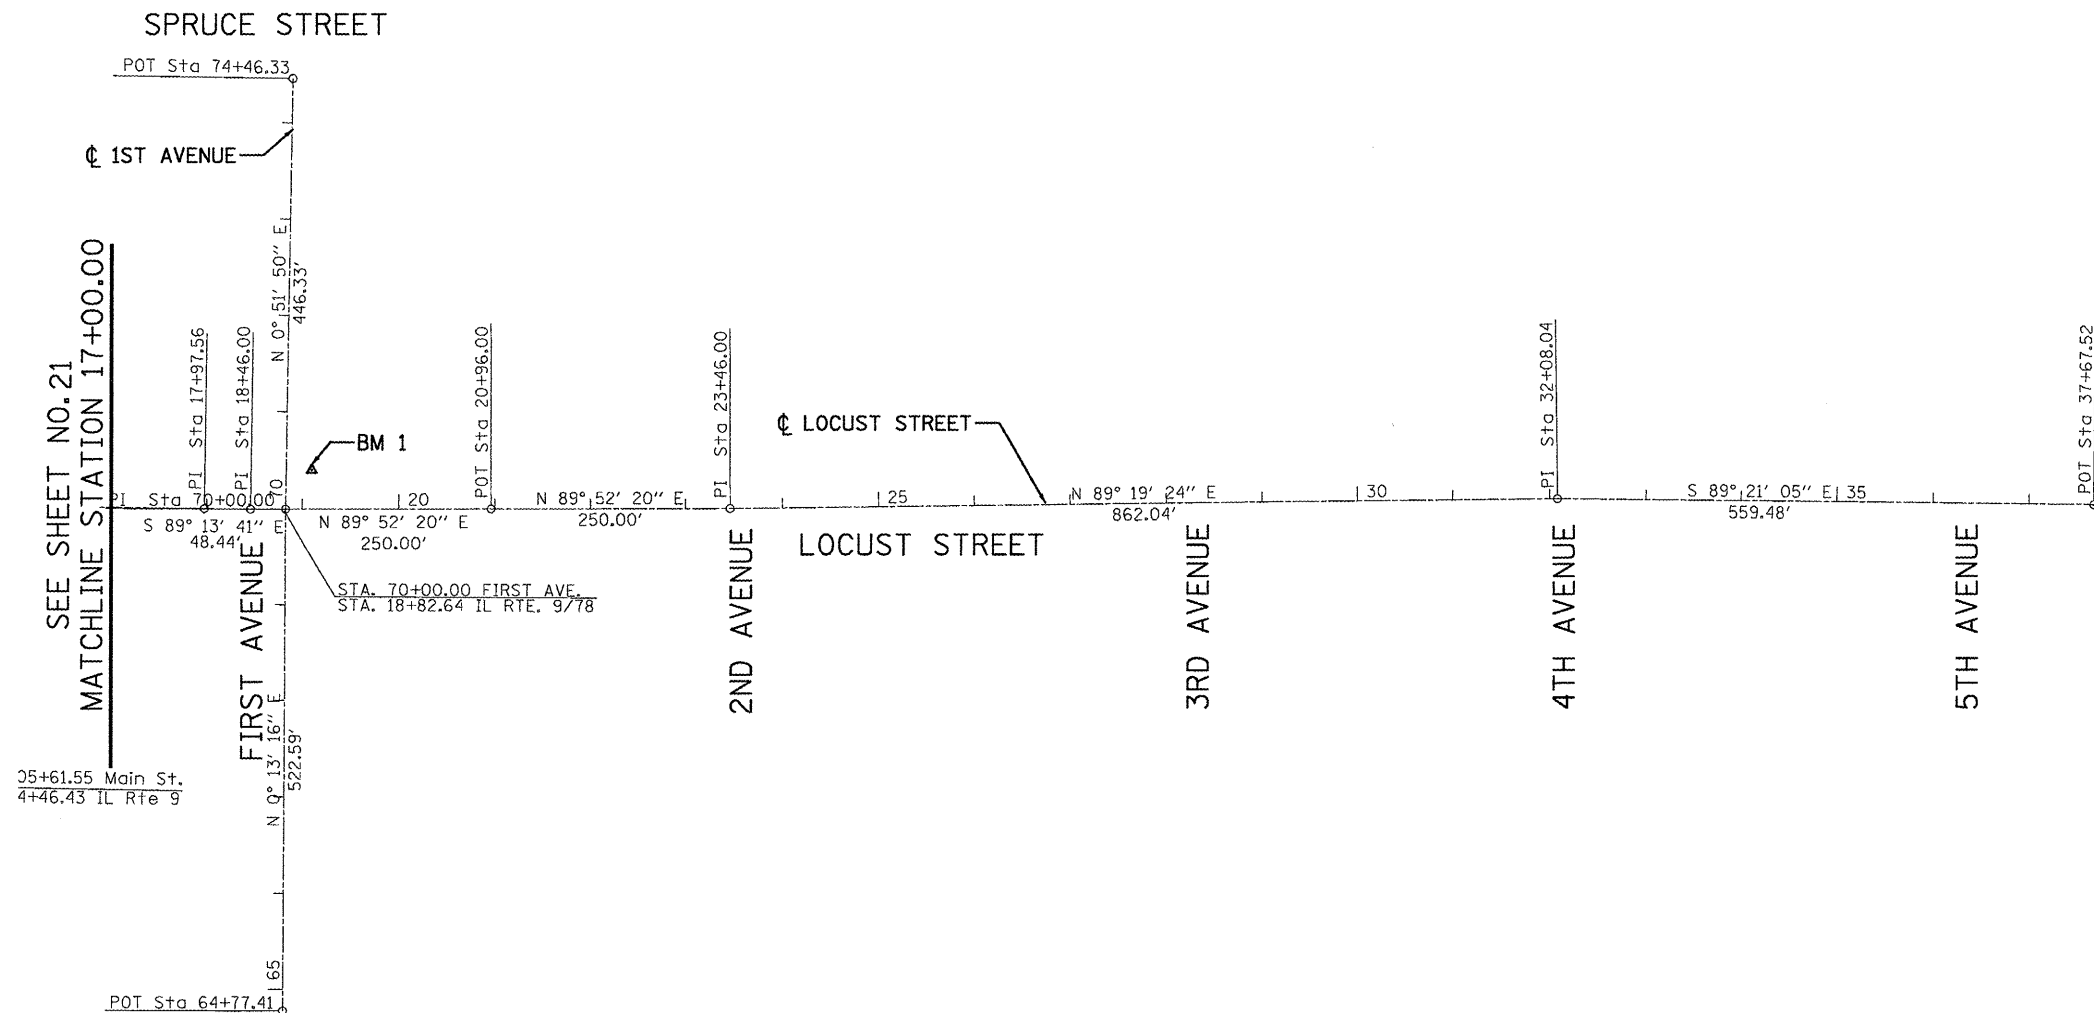 SPRUCE STREET
POT Sta 74+46.33
℄ 1ST AVENUE
N 0° 51' 50" E
446.33'
SEE SHEET NO.21
MATCHLINE STATION 17+00.00
PI Sta 17+97.56
PI Sta 18+46.00
BM 1
POT Sta 20+96.00
PI Sta 23+46.00
℄ LOCUST STREET
PI Sta 32+08.04
POT Sta 37+67.52
PI Sta 70+00.00
70
20
N 89° 52' 20" E
25
N 89° 19' 24" E
30
S 89° 21' 05" E
35
S 89° 13' 41" E
48.44'
N 89° 52' 20" E
250.00'
250.00'
862.04'
559.48'
LOCUST STREET
FIRST AVENUE
2ND AVENUE
3RD AVENUE
4TH AVENUE
5TH AVENUE
STA. 70+00.00 FIRST AVE.
STA. 18+82.64 IL RTE. 9/78
N 0° 13' 16" E
522.59'
05+61.55 Main St.
4+46.43 IL Rte 9
65
POT Sta 64+77.41